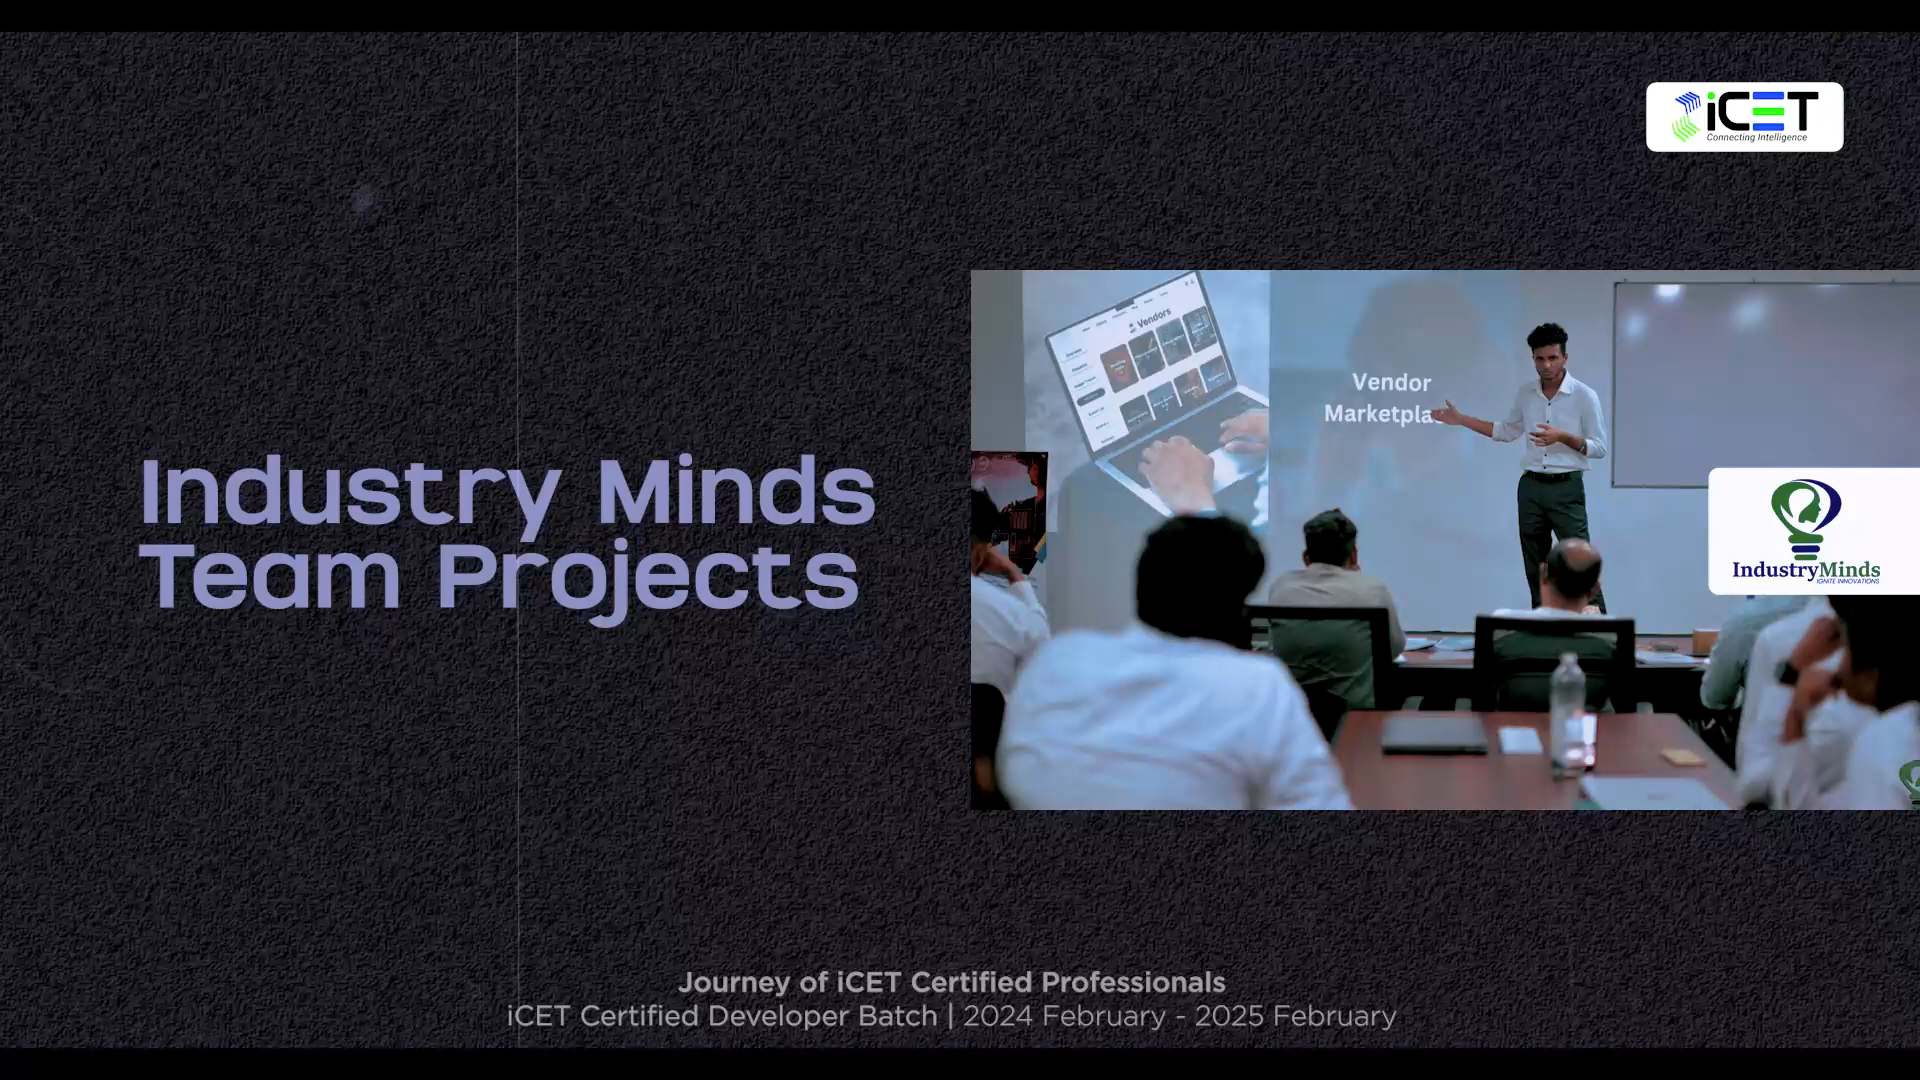 iCET
Connecting Intelligence
Vendors
Vendor
Industry Minds
Team Projects
IndustryMinds
IGNITE INNOVATIONS
Journey of iCET Certified Professionals
iCET Certified Developer Batch | 2024 February - 2025 February